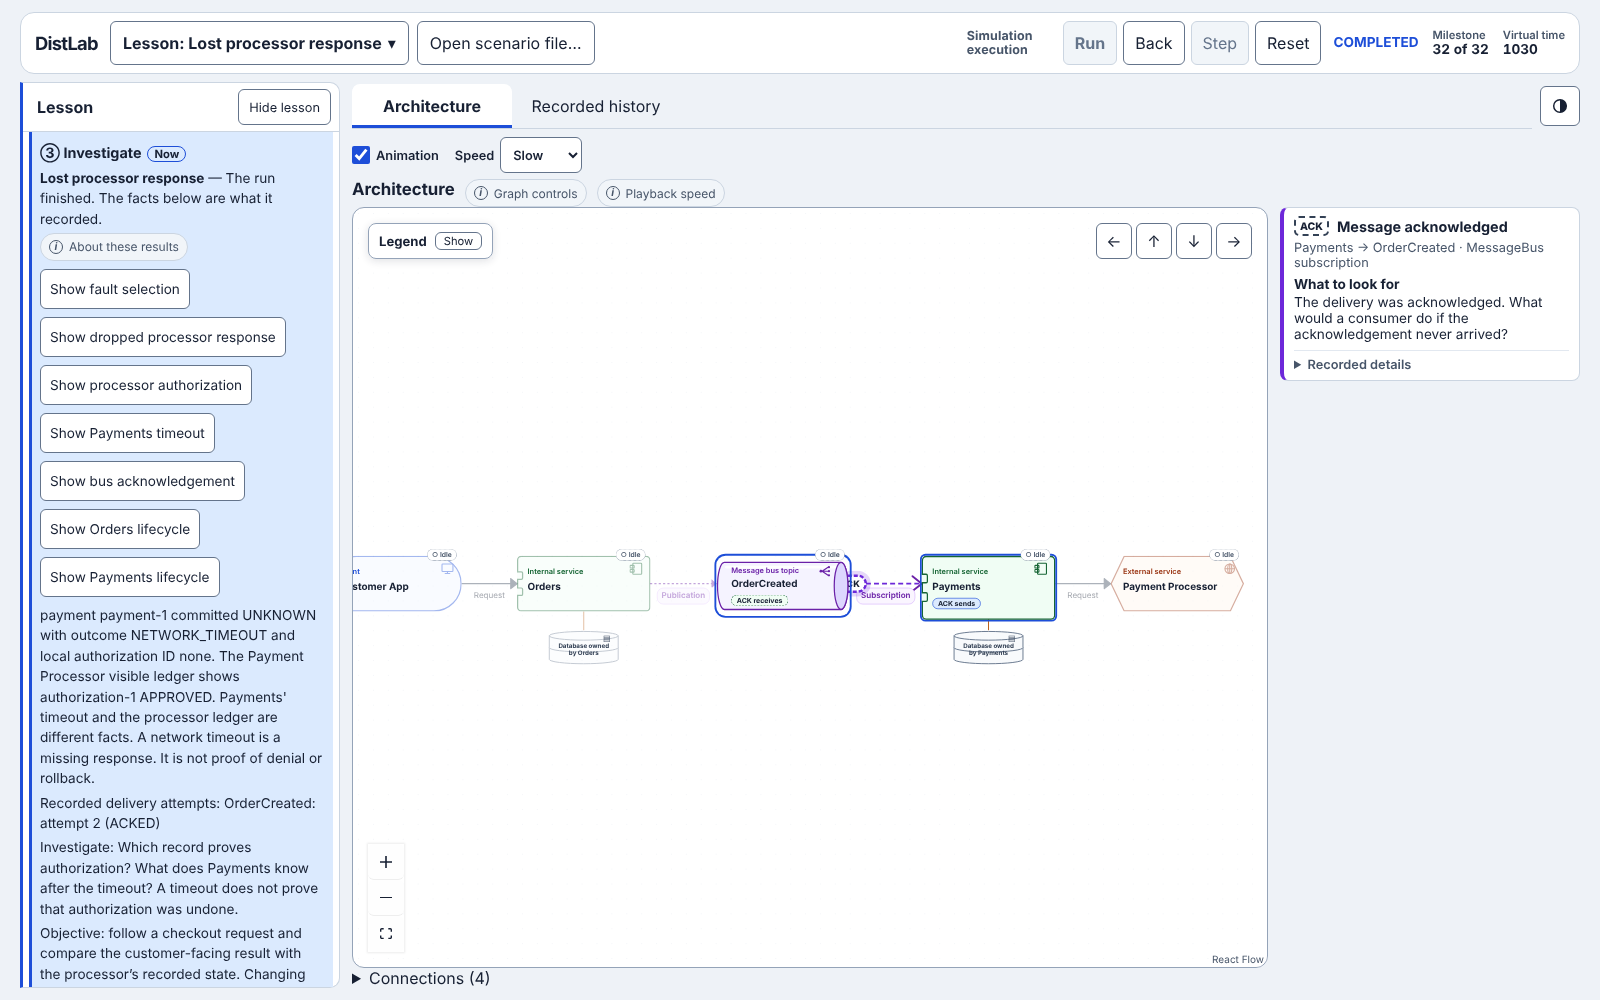 DistLab
Lesson: Lost processor response ▾
Open scenario file...
Simulation execution
Run
Back
Step
Reset
COMPLETED
Milestone
32 of 32
Virtual time
1030
Lesson
Hide lesson
3 Investigate Now
Lost processor response — The run
finished. The facts below are what it
recorded.
i About these results
Show fault selection
Show dropped processor response
Show processor authorization
Show Payments timeout
Show bus acknowledgement
Show Orders lifecycle
Show Payments lifecycle
payment payment-1 committed UNKNOWN
with outcome NETWORK_TIMEOUT and
local authorization ID none. The Payment
Processor visible ledger shows
authorization-1 APPROVED. Payments'
timeout and the processor ledger are
different facts. A network timeout is a
missing response. It is not proof of denial or
rollback.
Recorded delivery attempts: OrderCreated:
attempt 2 (ACKED)
Investigate: Which record proves
authorization? What does Payments know
after the timeout? A timeout does not prove
that authorization was undone.
Objective: follow a checkout request and
compare the customer-facing result with
the processor's recorded state. Changing
Architecture
Recorded history
Animation
Speed
Slow
Architecture
i Graph controls
i Playback speed
Legend
Show
← ↑ ↓ →
Idle
nt
stomer App
Request
Idle
Internal service
Orders
Database owned
by Orders
Publication
Idle
Message bus topic
OrderCreated
ACK receives
CK
Subscription
Idle
Internal service
Payments
ACK sends
Database owned
by Payments
Request
Idle
External service
Payment Processor
React Flow
Connections (4)
ACK Message acknowledged
Payments → OrderCreated · MessageBus
subscription
What to look for
The delivery was acknowledged. What
would a consumer do if the
acknowledgement never arrived?
Recorded details